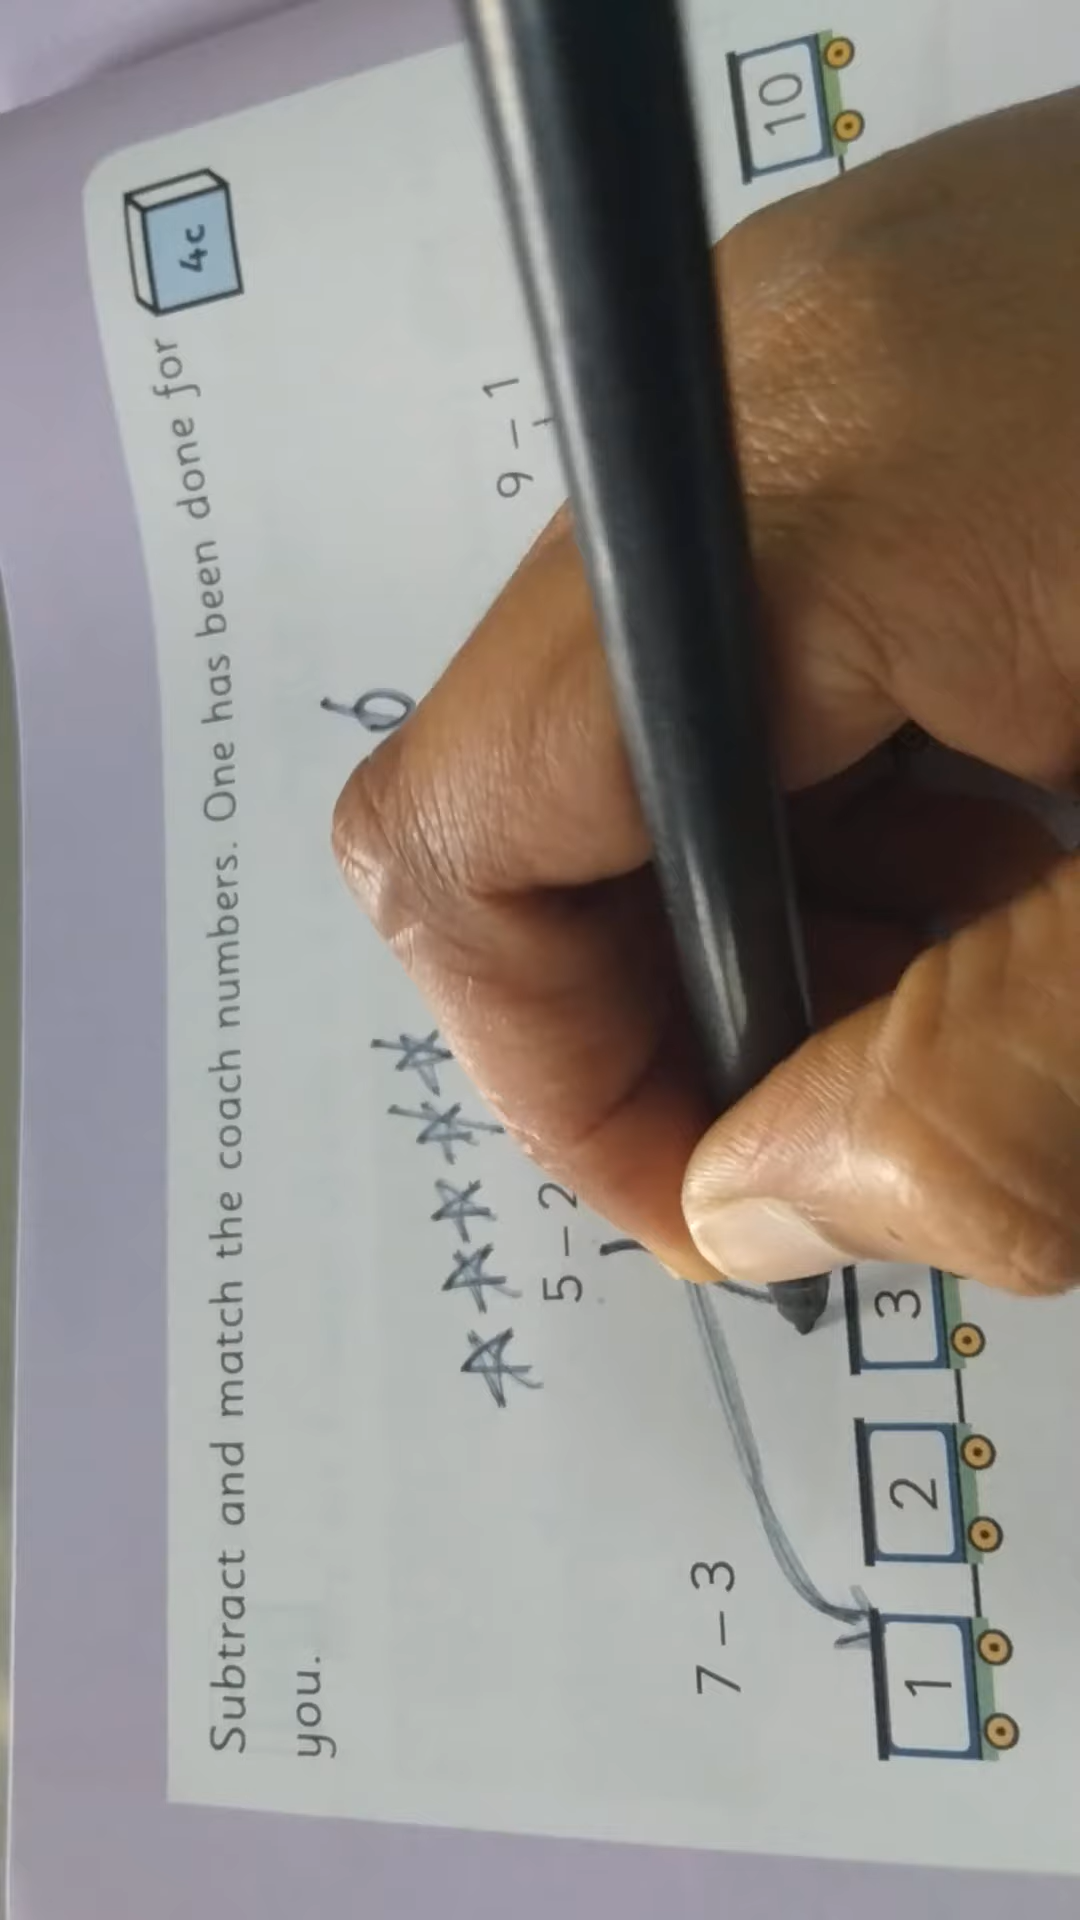 Subtract and match the coach numbers. One has been done for
you.
4c
6
9 – 1
5 – 2
7 – 3
1 2 3 10